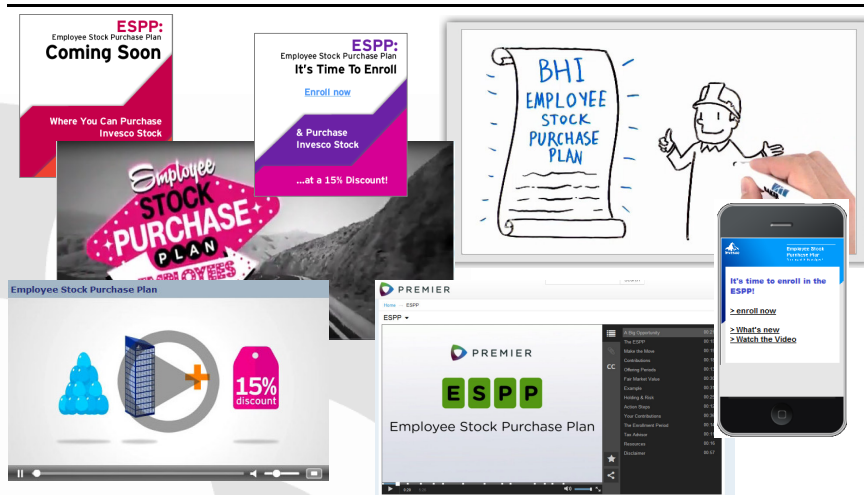 ESPP:
Employee Stock Purchase Plan
Coming Soon
Where You Can Purchase
Invesco Stock
ESPP:
Employee Stock Purchase Plan
It's Time To Enroll
Enroll now
& Purchase
Invesco Stock
...at a 15% Discount!
BHI
EMPLOYEE
STOCK
PURCHASE
PLAN
Employee
STOCK
PURCHASE
PLAN
EMPLOYEES
Employee Stock Purchase Plan
15%
discount
PREMIER
Home
ESPP
ESPP
PREMIER
ESPP
Employee Stock Purchase Plan
CC
A Big Opportunity
The ESPP
Make the Move
Contributions
Offering Periods
Fair Market Value
Example
Holding & Risk
Action Steps
Your Contributions
The Enrollment Period
Tax Advisor
Resources
Disclaimer 00:57
Invesco
Employee Stock
Purchase Plan
It's time to enroll in the
ESPP!
> enroll now
> What's new
> Watch the Video